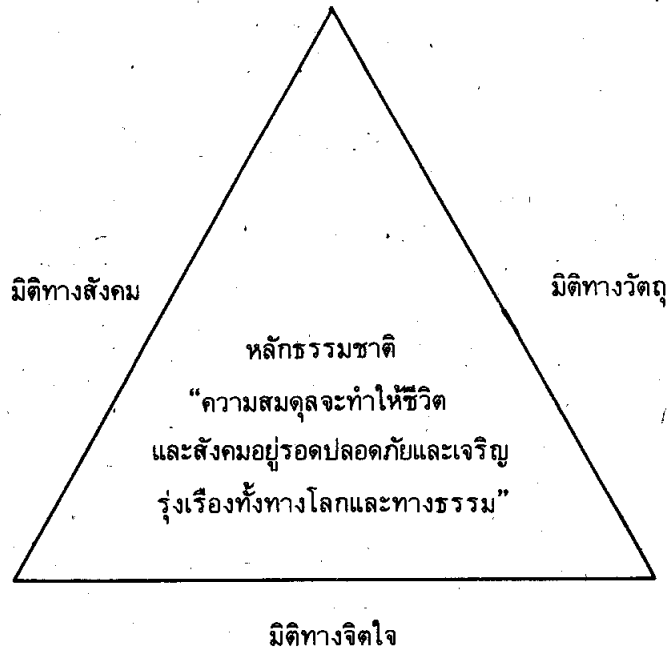 มิติทางสังคม
มิติทางวัตถุ
หลักธรรมชาติ
“ความสมดุลจะทำให้ชีวิต
และสังคมอยู่รอดปลอดภัยและเจริญ
รุ่งเรืองทั้งทางโลกและทางธรรม”
มิติทางจิตใจ